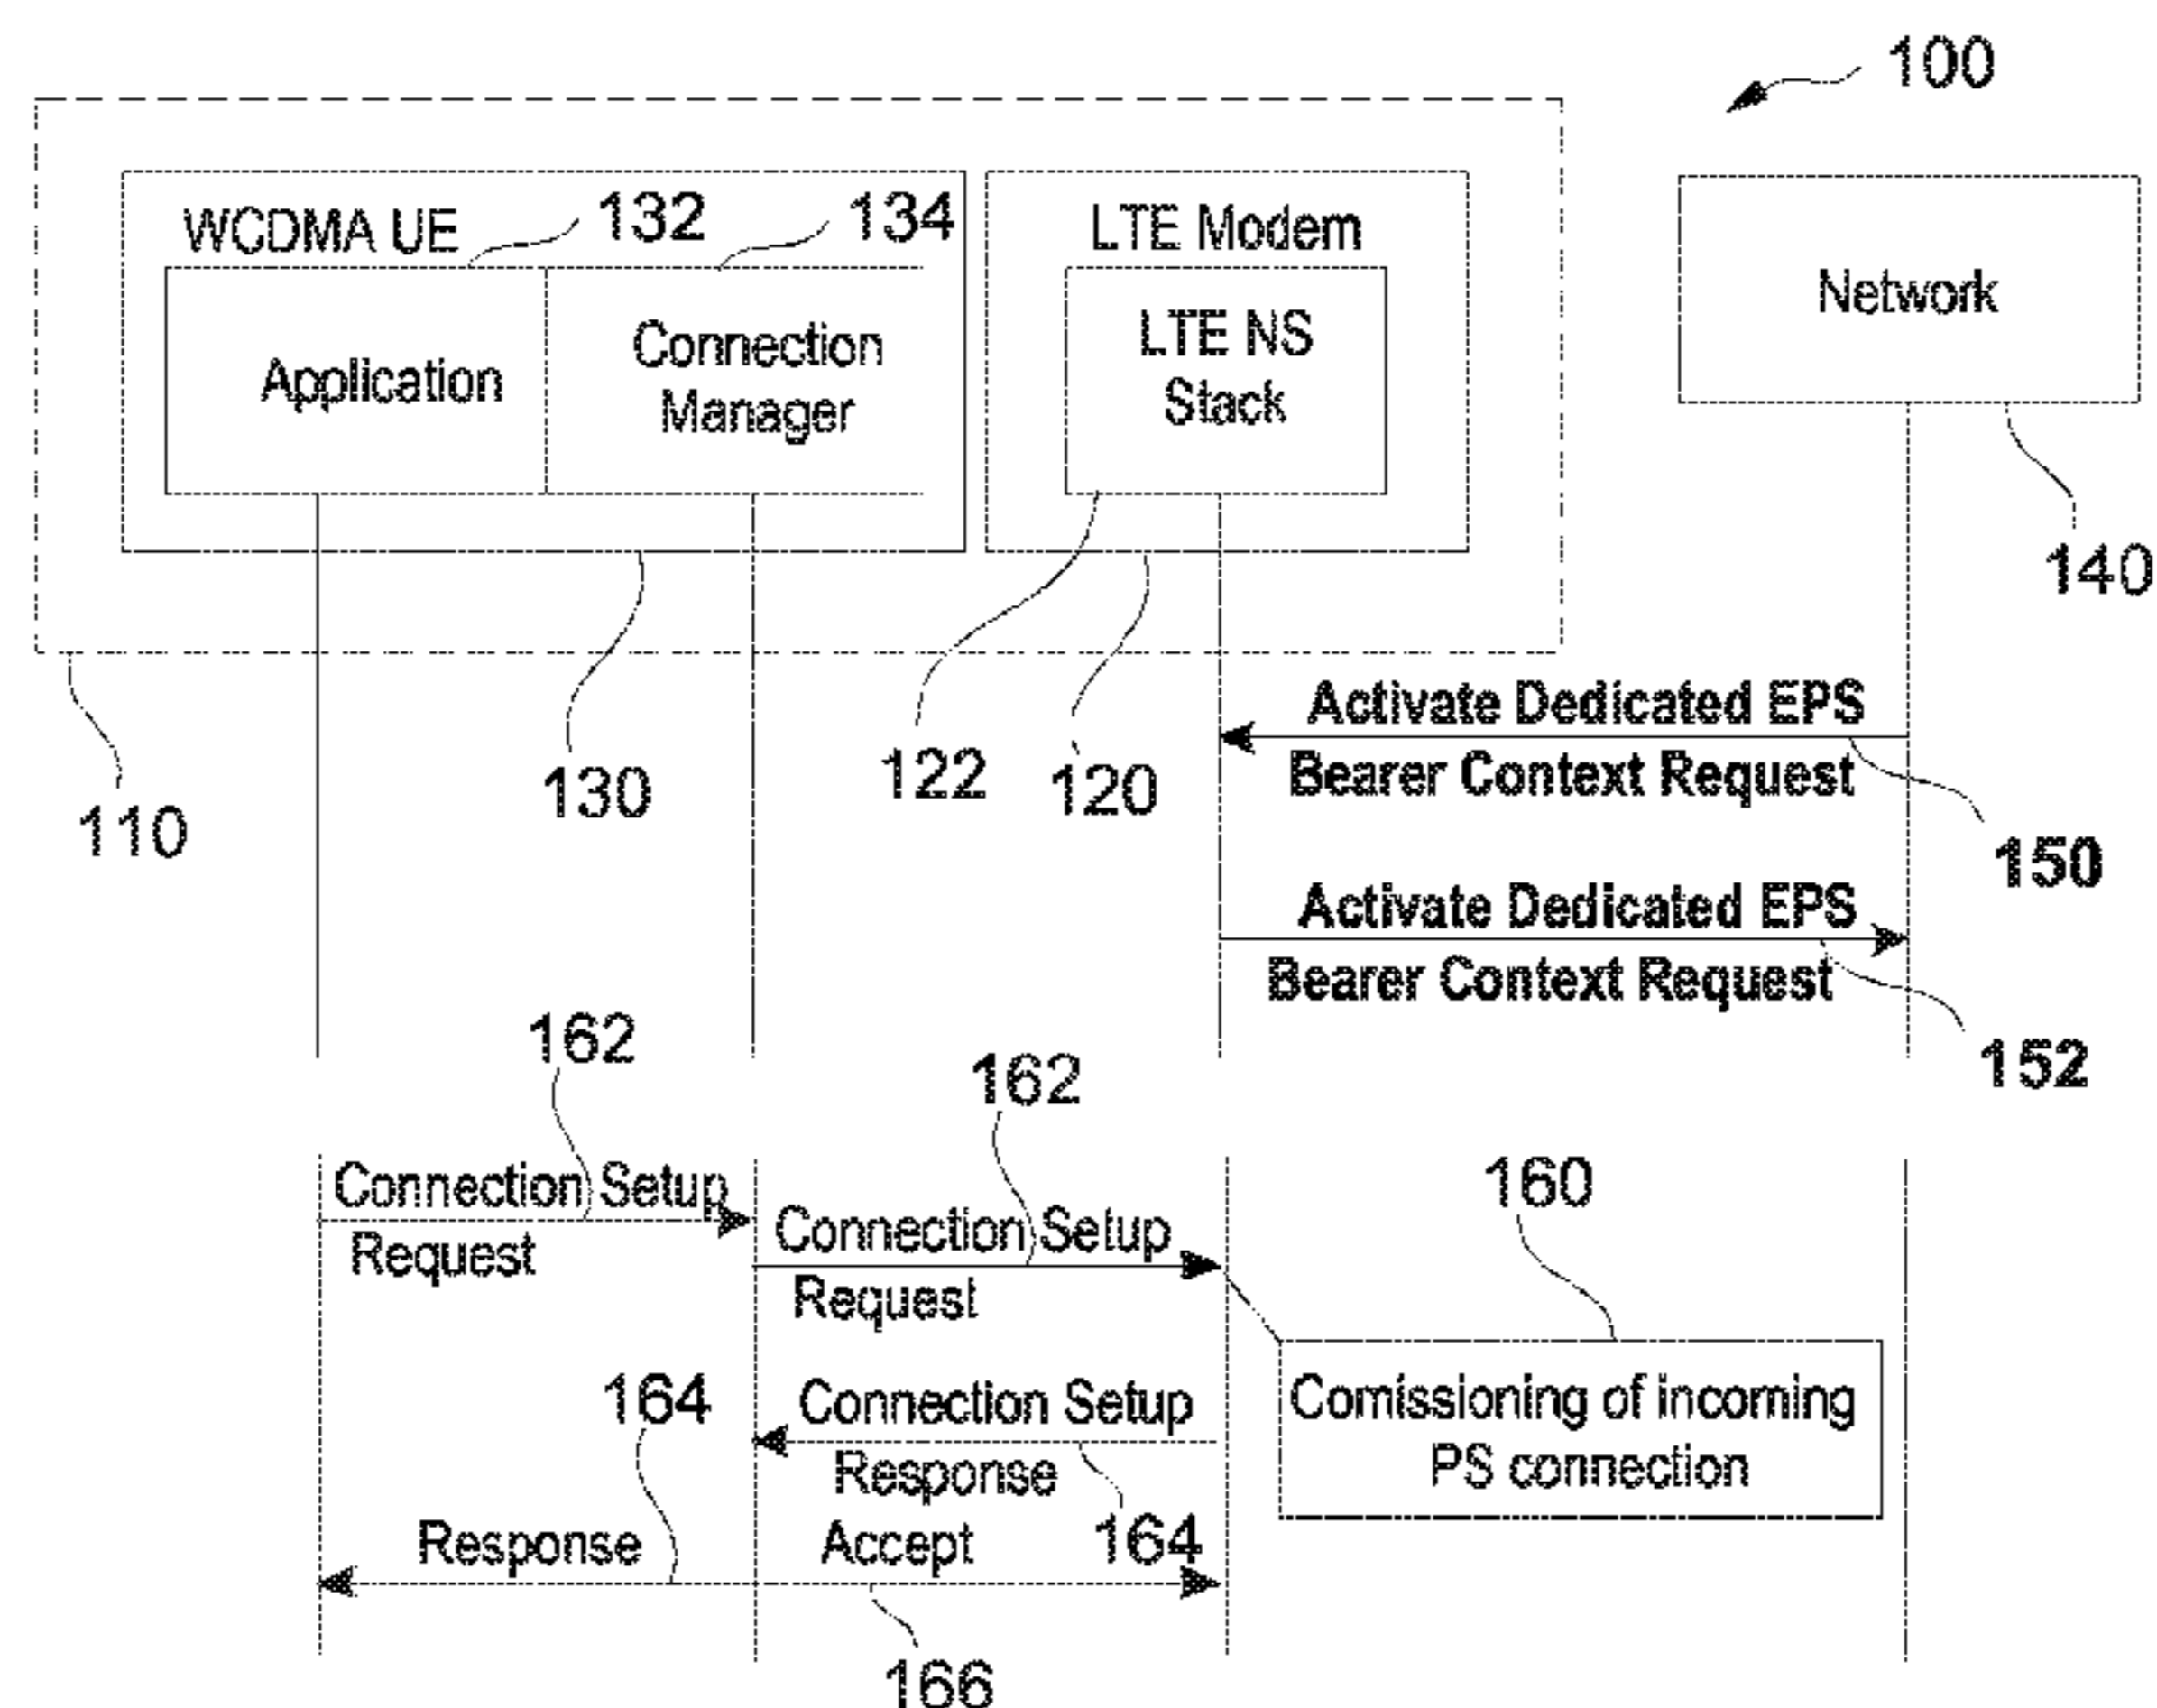 100
WCDMA UE
132
134
LTE Modem
Application
Connection
Manager
LTE NS
Stack
Network
140
110
130
122
120
Activate Dedicated EPS
Bearer Context Request
150
Activate Dedicated EPS
Bearer Context Request
152
162
162
Connection Setup
Request
Connection Setup
Request
160
164
Connection Setup
Response
164
Comissioning of incoming
PS connection
Response
Accept
166